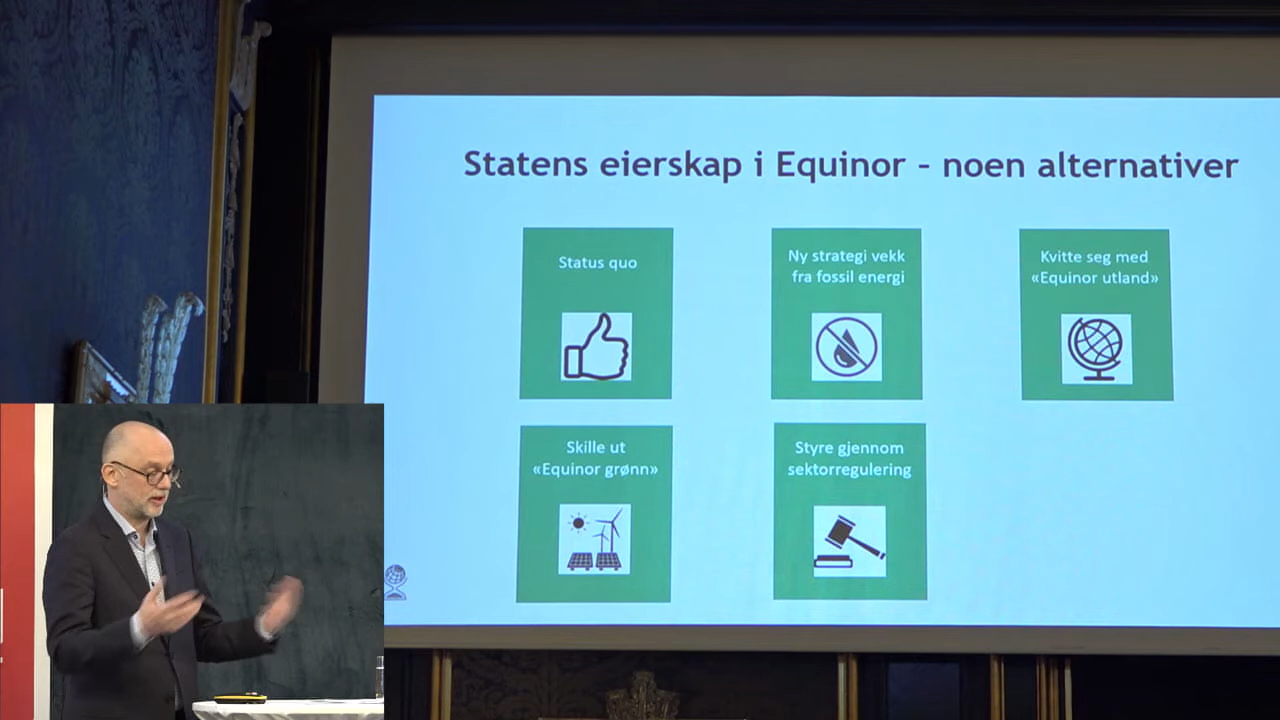 Statens eierskap i Equinor – noen alternativer
Status quo
Ny strategi vekk
fra fossil energi
Kvitte seg med
«Equinor utland»
Skille ut
«Equinor grønn»
Styre gjennom
sektorregulering